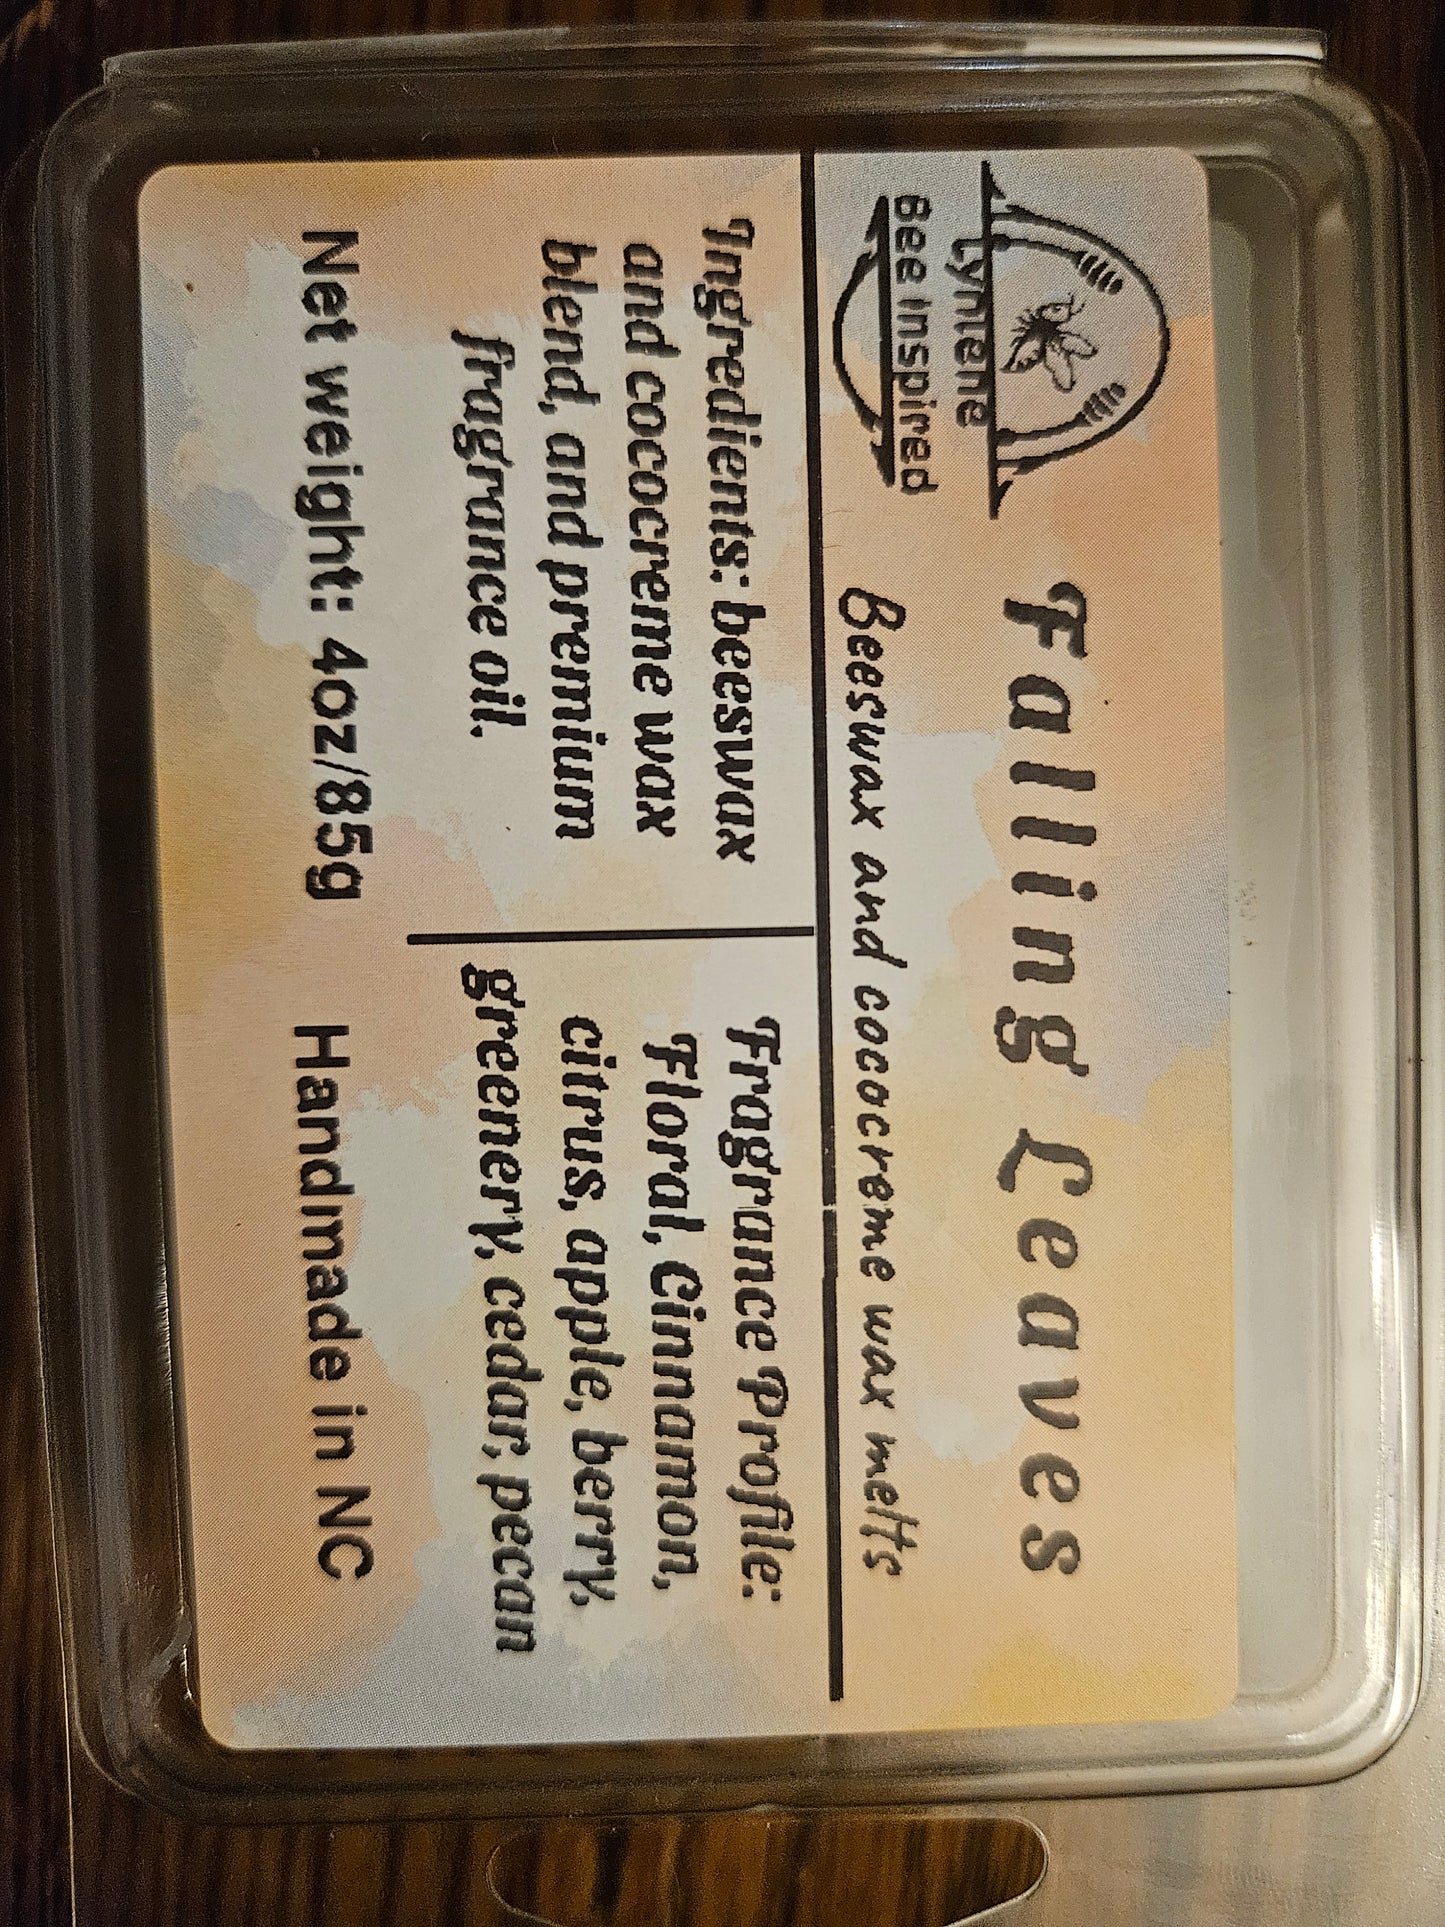 Lyntene
Bee Inspired
Falling Leaves
Beeswax and cococreme wax melts
Ingredients: beeswax
and cococreme wax
blend, and premium
fragrance oil.
Fragrance Profile:
Floral, Cinnamon,
citrus, apple, berry,
greenery, cedar, pecan
Net weight: 4oz/85g
Handmade in NC